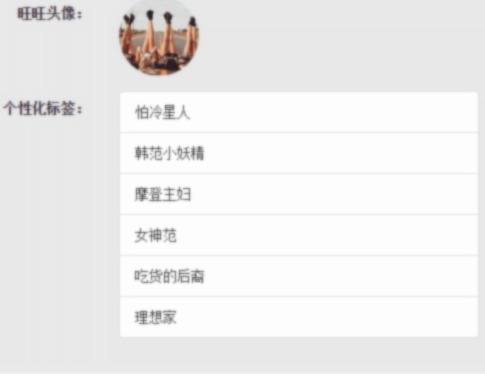 旺旺头像：
个性化标签：
怕冷星人
韩范小妖精
摩登主妇
女神范
吃货的后裔
理想家